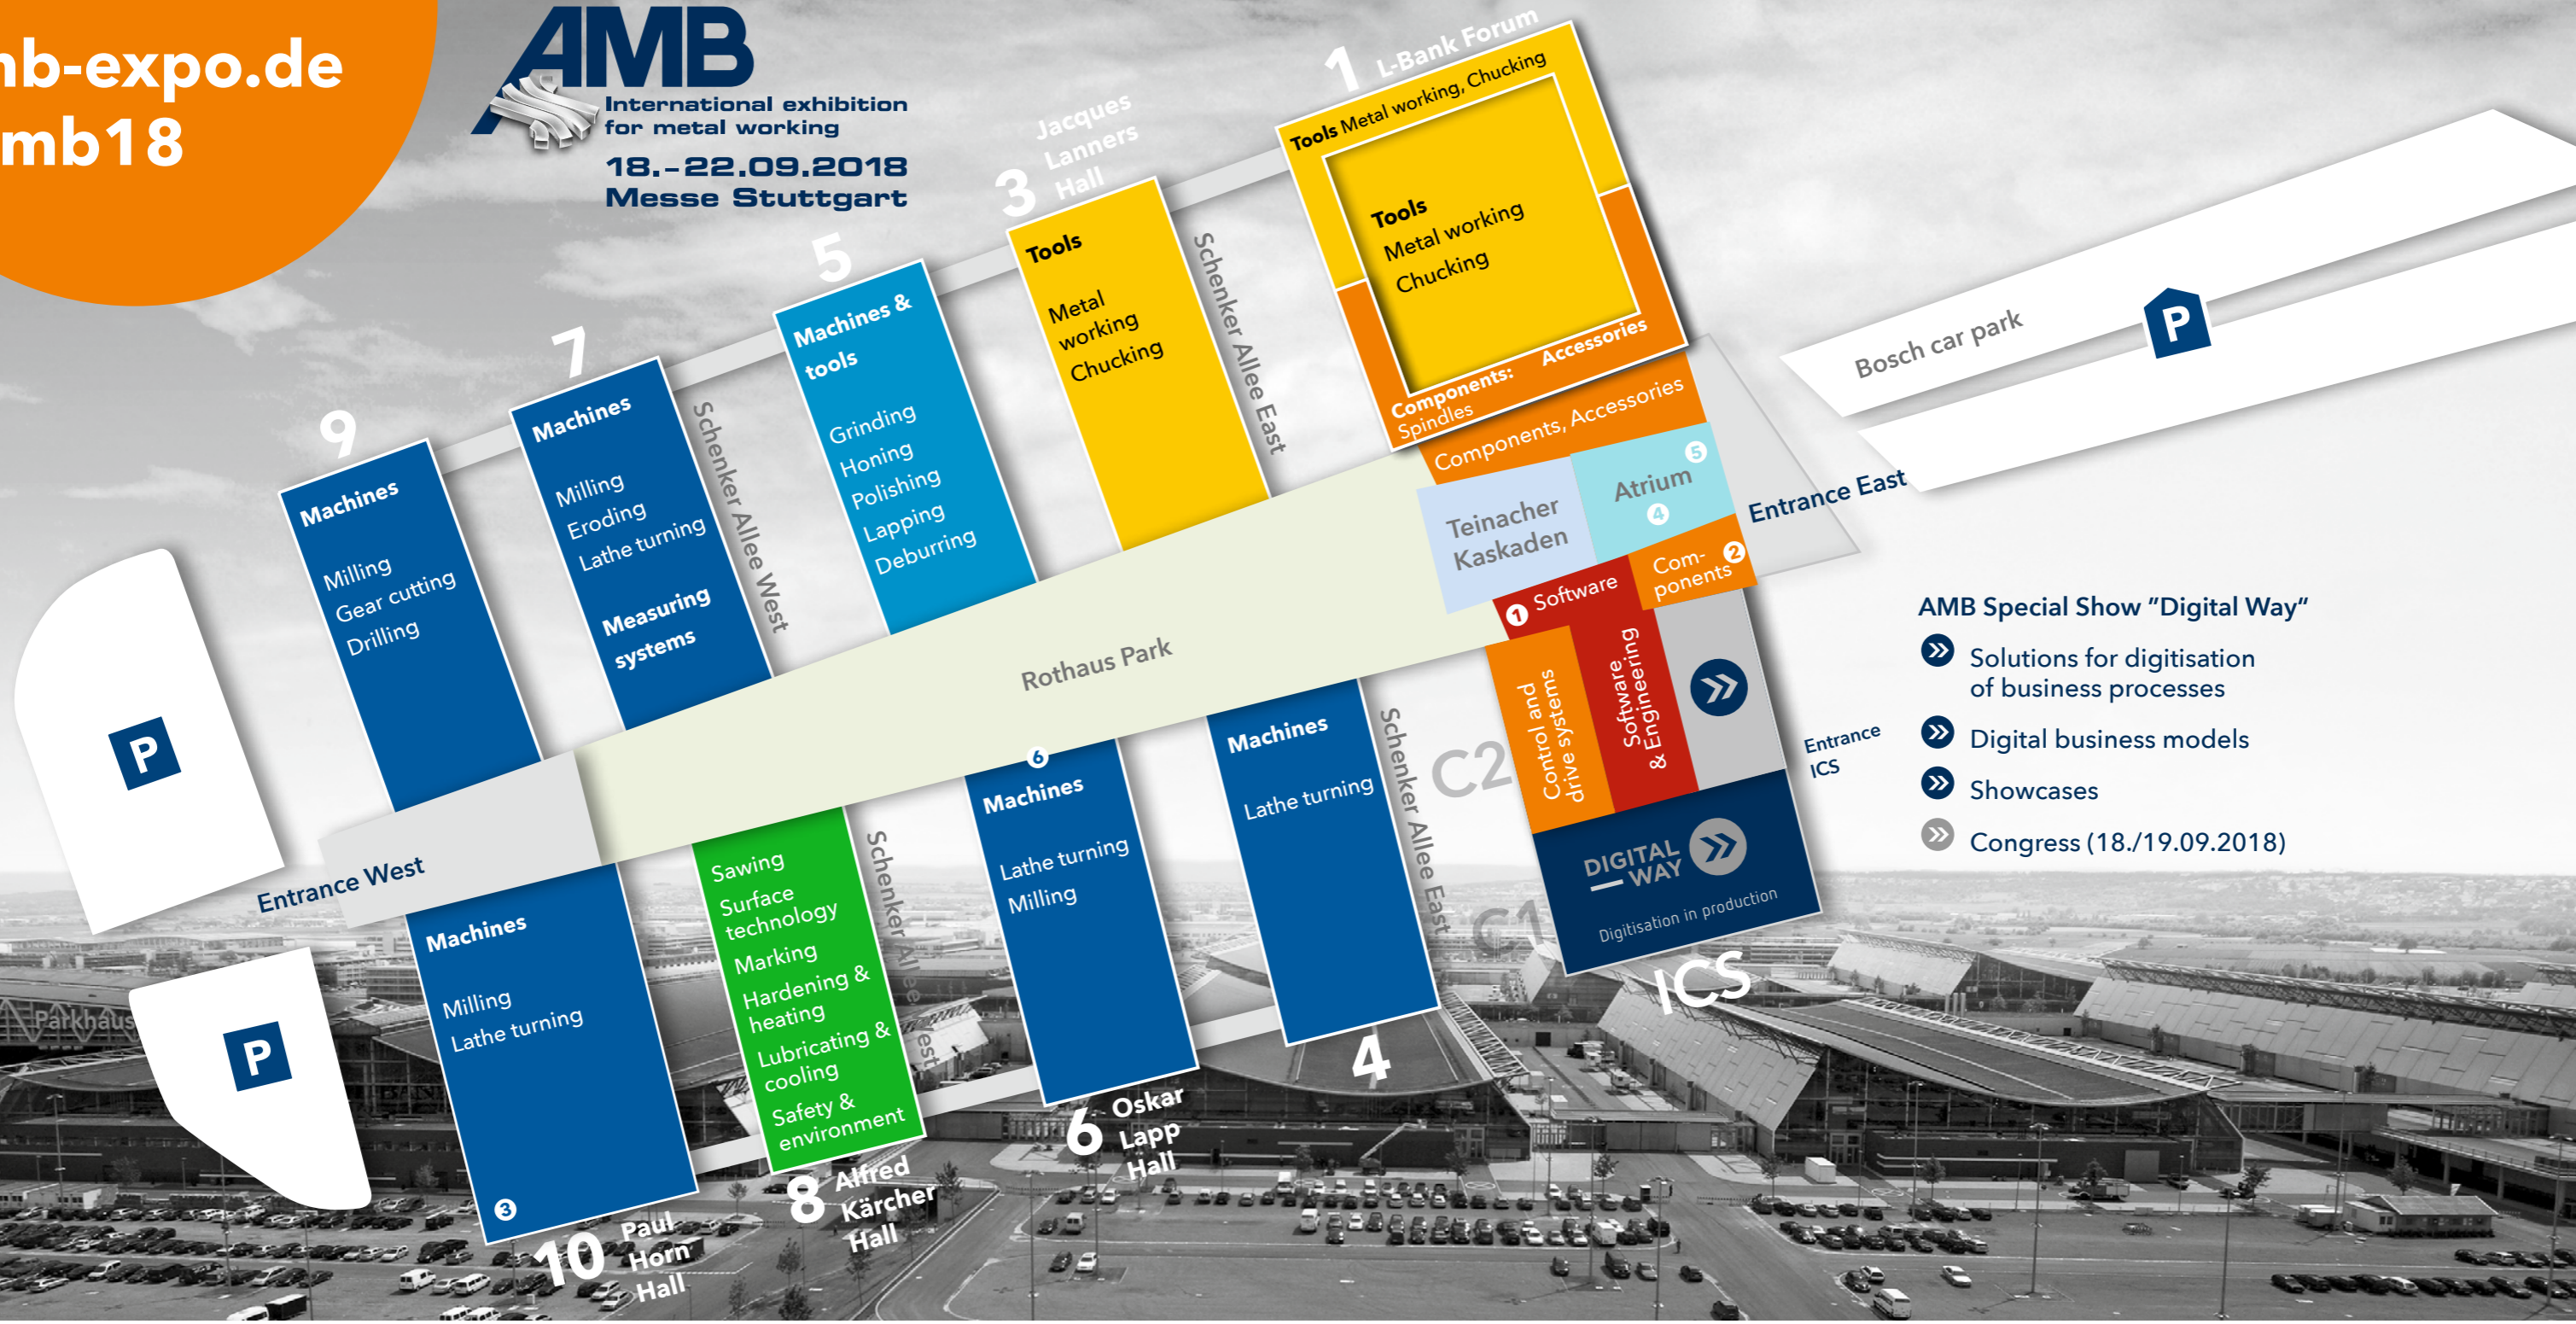 mb-expo.de
mb18
AMB
International exhibition
for metal working
18.-22.09.2018
Messe Stuttgart
1 L-Bank Forum
Tools Metal working, Chucking
Tools
Metal working
Chucking
Components: Accessories
Spindles
Components, Accessories
3 Jacques
Lanners
Hall
Tools
Metal
working
Chucking
Schenker Allee East
5
Machines &
tools
Grinding
Honing
Polishing
Lapping
Deburring
7
Machines
Milling
Eroding
Lathe turning
Measuring
systems
Schenker Allee West
9
Machines
Milling
Gear cutting
Drilling
Bosch car park
P
Teinacher
Kaskaden
Atrium
5
4
Entrance East
Com-
ponents
2
1 Software
Software
& Engineering
Control and
drive systems
C2
C1
Entrance
ICS
DIGITAL
WAY
Digitisation in production
ICS
AMB Special Show "Digital Way"
Solutions for digitisation
of business processes
Digital business models
Showcases
Congress (18./19.09.2018)
Rothaus Park
P
Entrance West
P
Parkhaus
Machines
Milling
Lathe turning
3
10 Paul
Horn
Hall
Sawing
Surface
technology
Marking
Hardening &
heating
Lubricating &
cooling
Safety &
environment
8 Alfred
Kärcher
Hall
Schenker Allee West
6
Machines
Lathe turning
Milling
6 Oskar
Lapp
Hall
Machines
Lathe turning
4
Schenker Allee East